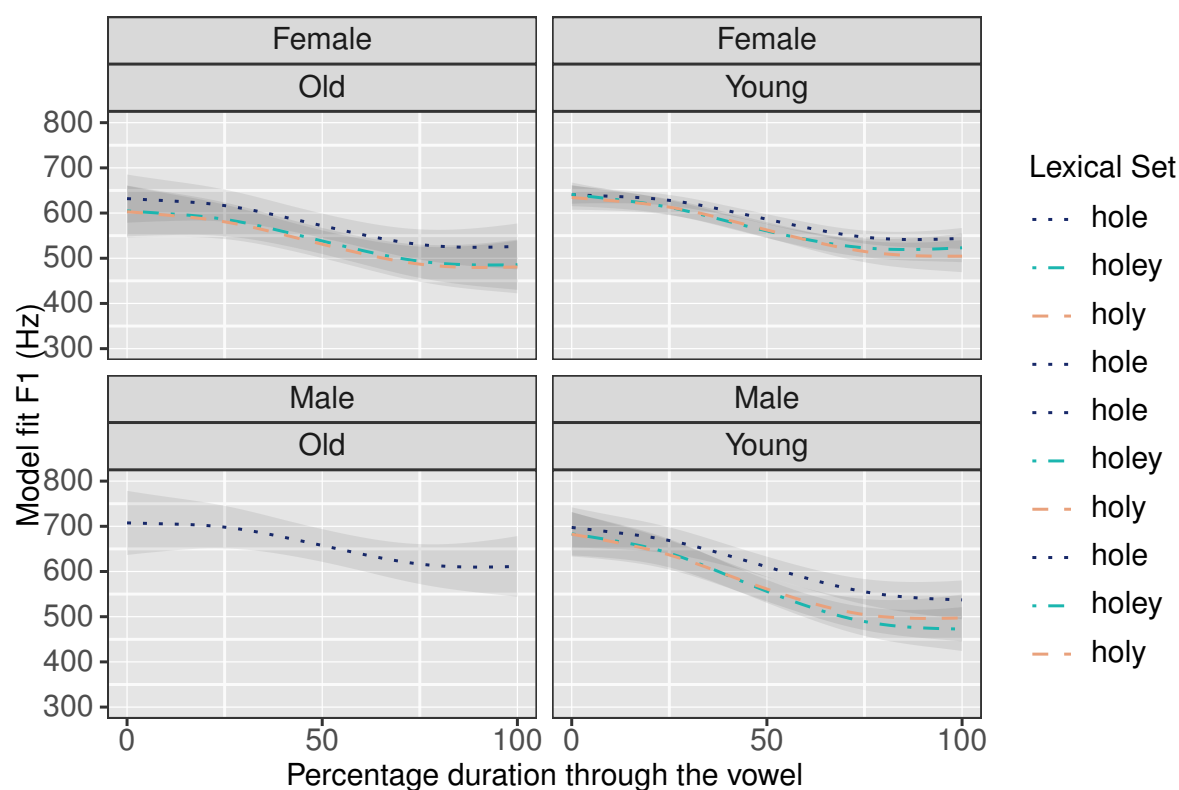 Female
Female
Old
Young
800
700
600
500
400
300
Male
Male
Old
Young
800
700
600
500
400
300
0
50
100
0
50
100
Percentage duration through the vowel
Model fit F1 (Hz)
Lexical Set
hole
holey
holy
hole
hole
holey
holy
hole
holey
holy